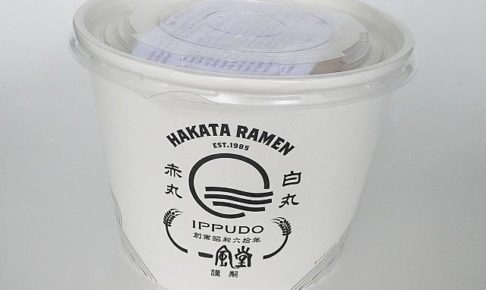 HAKATA RAMEN
EST.1985
赤丸 白丸
IPPUDO
創業昭和六拾年
一風堂
謹製